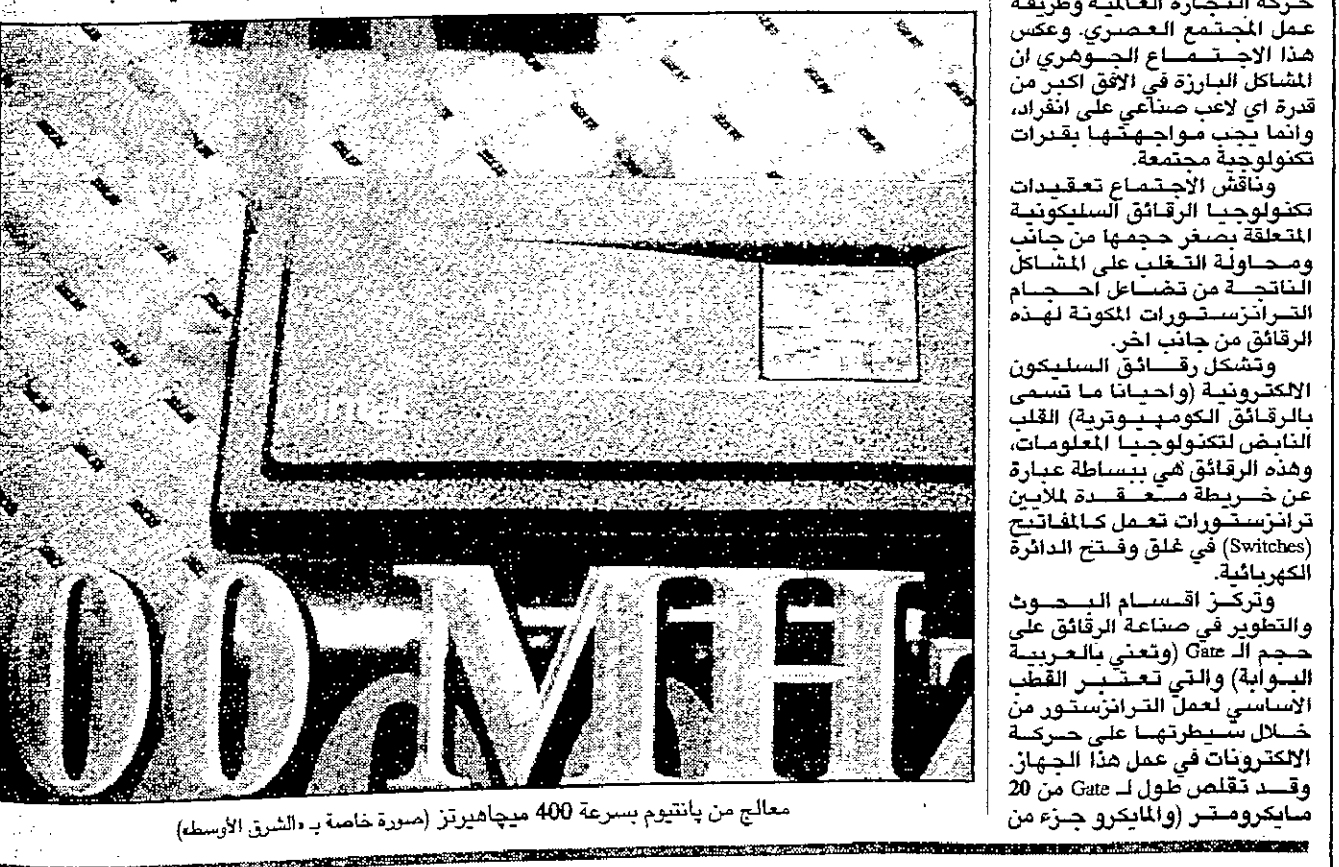 حركة التجارة العالمية وطريقة
عمل المجتمع العصري. وعكس
هذا الاجتماع الجوهري ان
المشاكل البارزة في الافق اكبر من
قدرة اي لاعب صناعي على انفراد،
وانما يجب مواجهتها بقدرات
تكنولوجية مجتمعة.
وناقش الاجتماع تعقيدات
تكنولوجيا الرقائق السليكونية
المتعلقة بصغر حجمها من جانب
ومحاولة التغلب على المشاكل
الناتجة من تضاعل احجام
الترانزستورات المكونة لهذه
الرقائق من جانب اخر.
وتشكل رقائق السليكون
الالكترونية (واحيانا ما تسمى
بالرقائق الكومبيوترية) القلب
النابض لتكنولوجيا المعلومات،
وهذه الرقائق هي ببساطة عبارة
عن خريطة معقدة لملايين
ترانزستورات تعمل كالمفاتيح
(Switches) في غلق وفتح الدائرة
الكهربائية.
وتركز اقسام البحوث
والتطوير في صناعة الرقائق على
حجم الـ Gate (وتعني بالعربية
البوابة) والتي تعتبر القطب
الاساسي لعمل الترانزستور من
خلال سيطرتها على حركة
الالكترونات في عمل هذا الجهاز.
وقد تقلص طول لـ Gate من 20
مايكرومتر (والمايكرو جزء من
intel
00 MH
معالج من پانتيوم بسرعة 400 ميجاهيرتز (صورة خاصة بـ «الشرق الأوسط»)